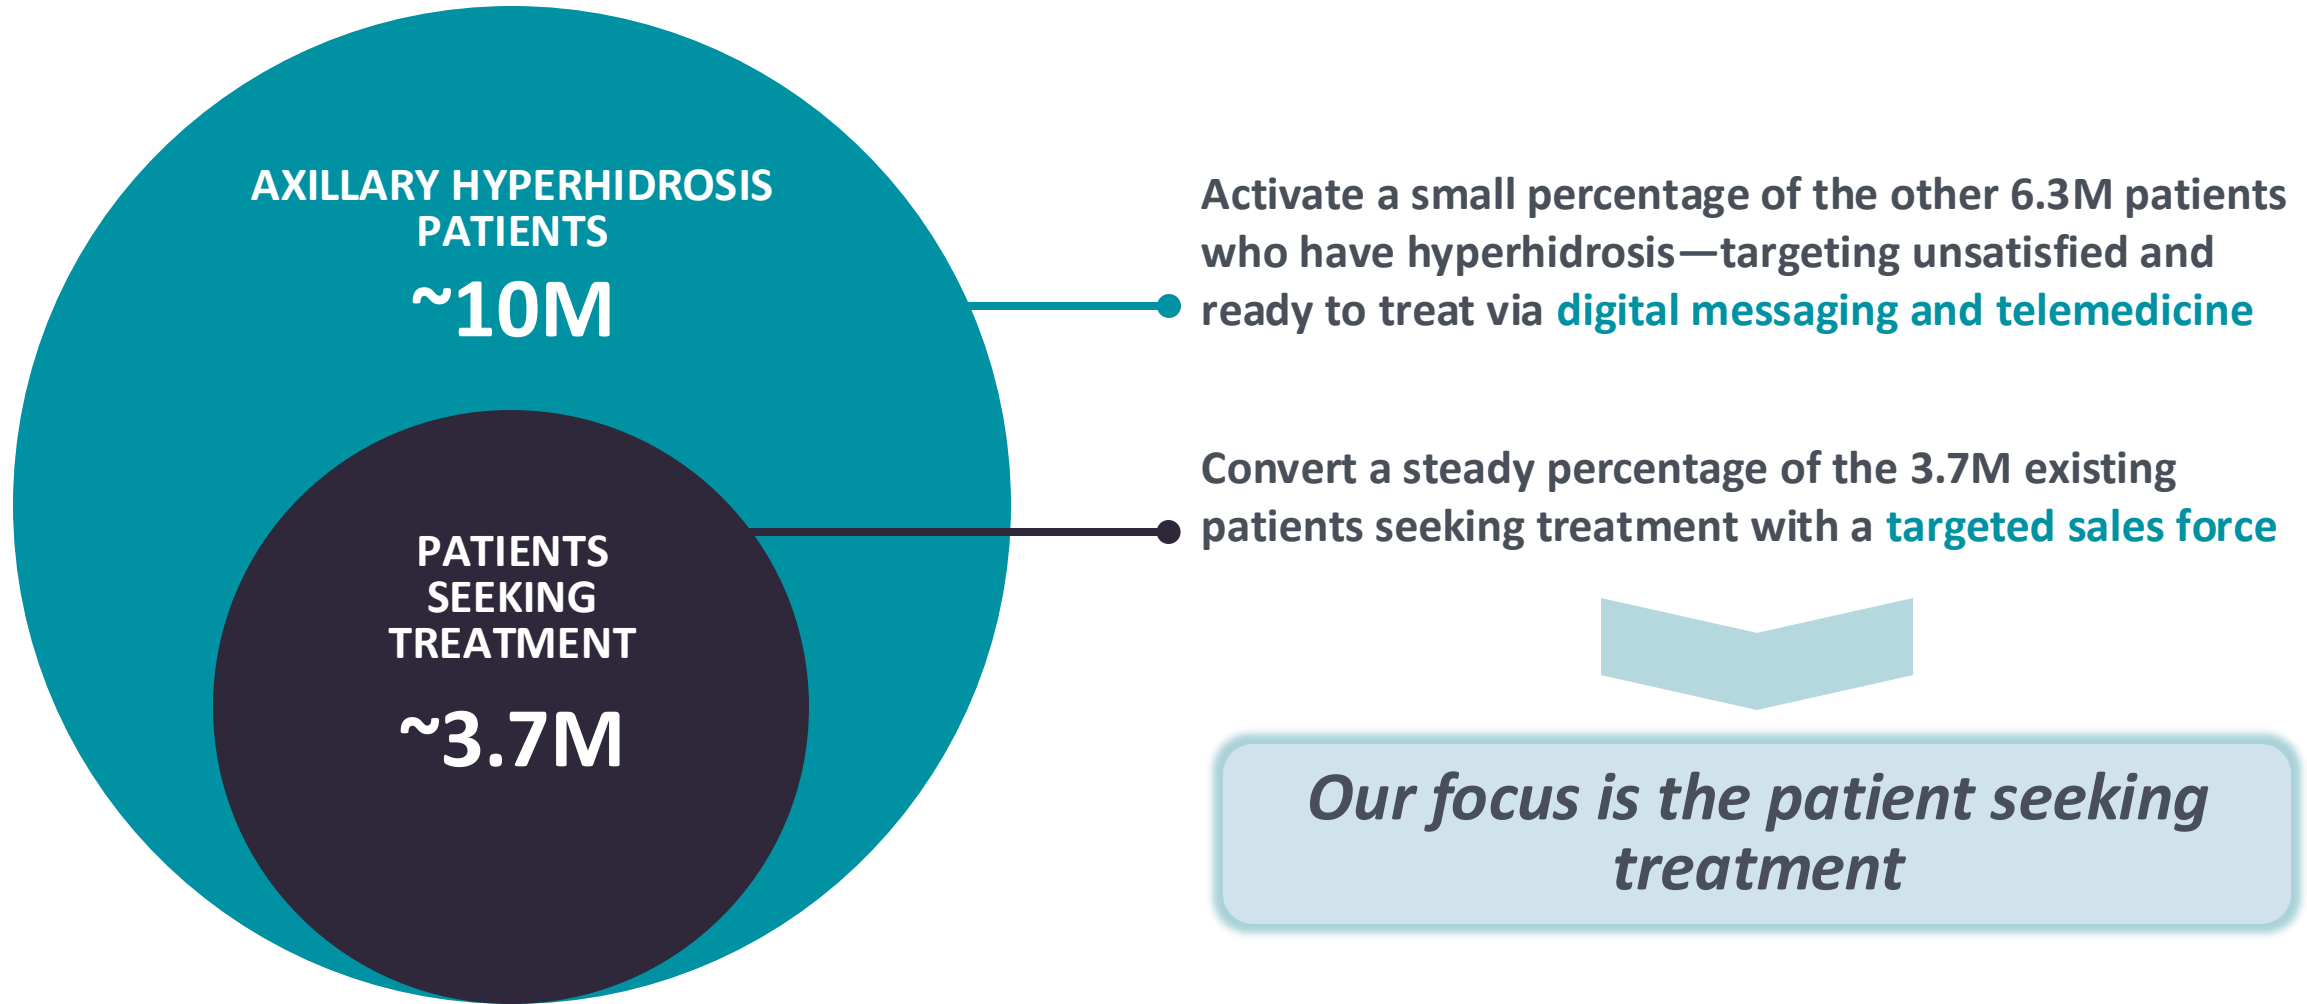 AXILLARY HYPERHIDROSIS
PATIENTS
~10M
PATIENTS
SEEKING
TREATMENT
~3.7M
Activate a small percentage of the other 6.3M patients
who have hyperhidrosis—targeting unsatisfied and
ready to treat via digital messaging and telemedicine
Convert a steady percentage of the 3.7M existing
patients seeking treatment with a targeted sales force
Our focus is the patient seeking
treatment